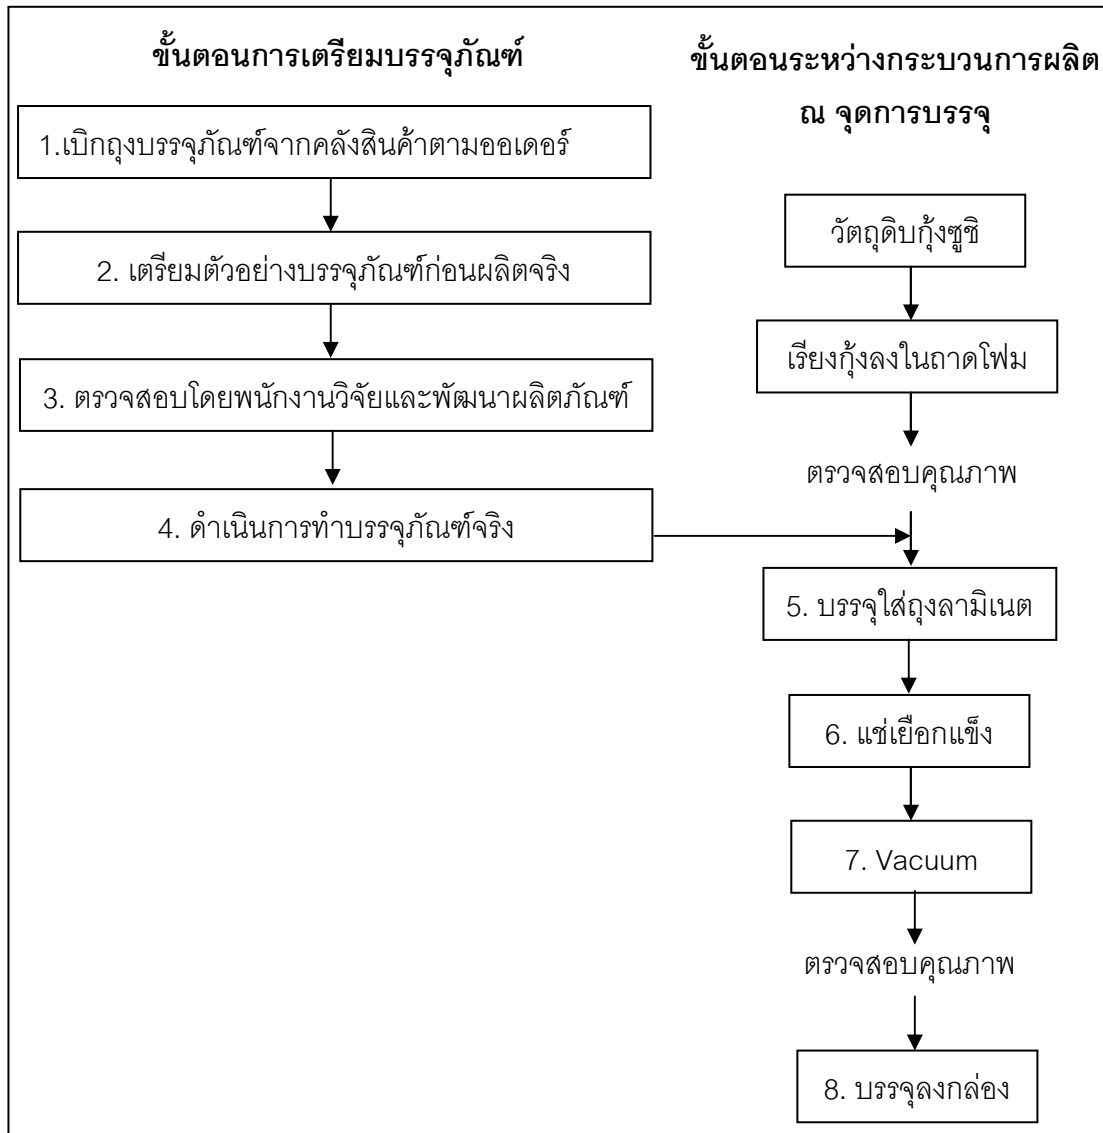 ขั้นตอนการเตรียมบรรจุภัณฑ์
1.เบิกถุงบรรจุภัณฑ์จากคลังสินค้าตามออเดอร์
2. เตรียมตัวอย่างบรรจุภัณฑ์ก่อนผลิตจริง
3. ตรวจสอบโดยพนักงานวิจัยและพัฒนาผลิตภัณฑ์
4. ดำเนินการทำบรรจุภัณฑ์จริง
ขั้นตอนระหว่างกระบวนการผลิต
ณ จุดการบรรจุ
วัตถุดิบกุ้งซูชิ
เรียงกุ้งลงในถาดโฟม
ตรวจสอบคุณภาพ
5. บรรจุใส่ถุงลามิเนต
6. แช่เยือกแข็ง
7. Vacuum
ตรวจสอบคุณภาพ
8. บรรจุลงกล่อง